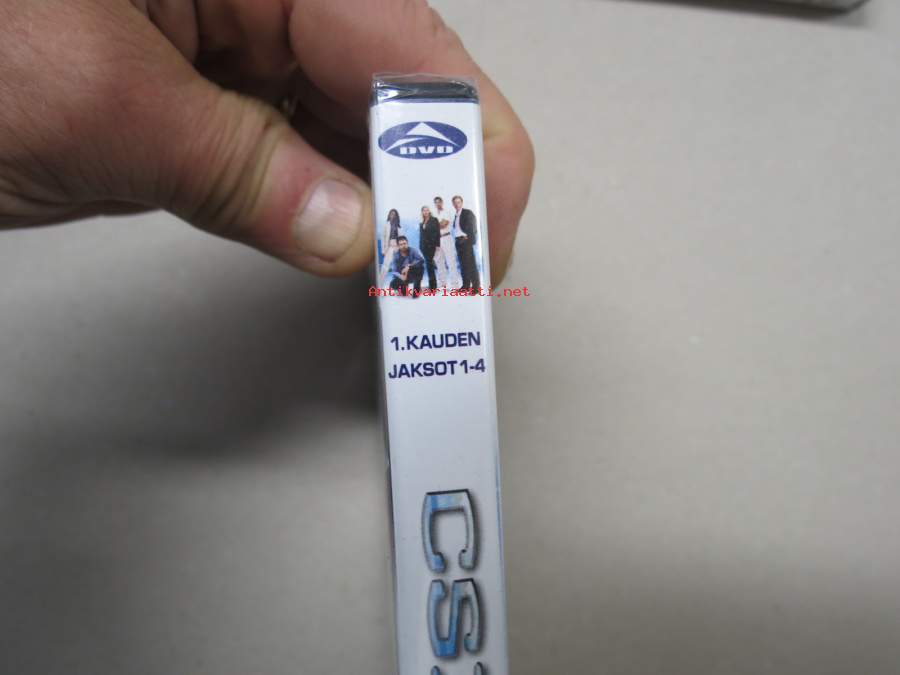 DVD
Antikvariaatti.net
1.KAUDEN
JAKSOT 1-4
CS